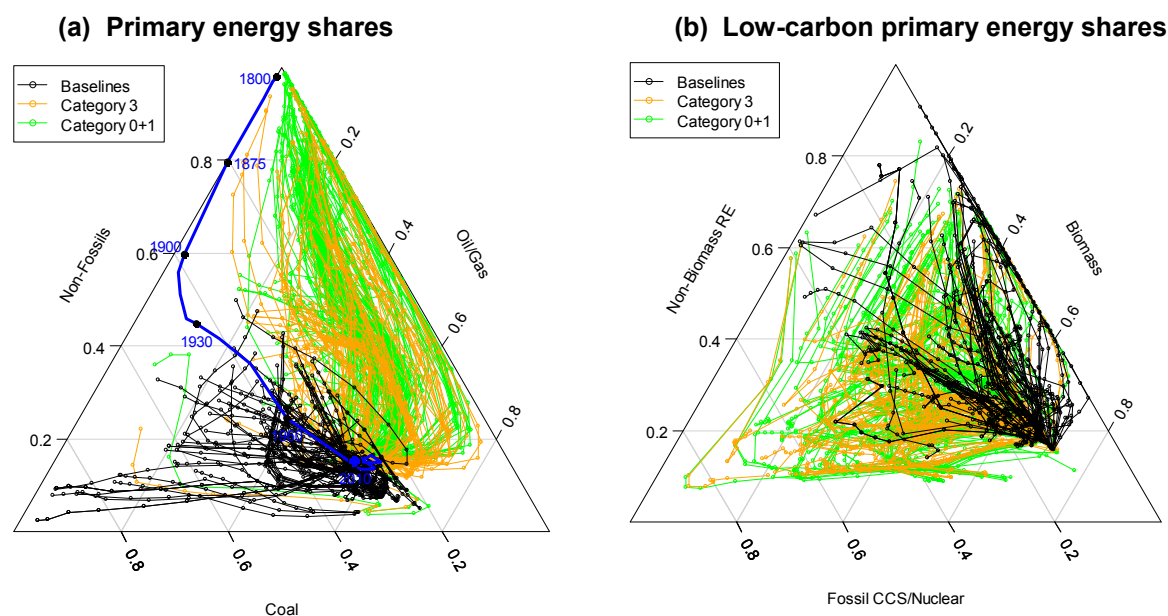 (a) Primary energy shares
Baselines
Category 3
Category 0+1
1800
1875
1900
1930
0.8
0.6
0.4
0.2
Non-Fossils
0.2
0.4
0.6
0.8
Oil/Gas
0.8
0.6
0.4
0.2
Coal
(b) Low-carbon primary energy shares
Baselines
Category 3
Category 0+1
0.8
0.6
0.4
0.2
Non-Biomass RE
0.2
0.4
0.6
0.8
Biomass
0.8
0.6
0.4
0.2
Fossil CCS/Nuclear